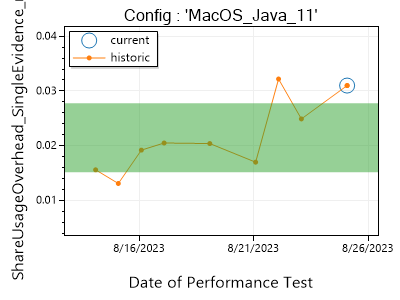 Config : 'MacOS_Java_11'
current
historic
0.04
0.03
0.02
0.01
ShareUsageOverhead_SingleEvidence_
8/16/2023
8/21/2023
8/26/2023
Date of Performance Test